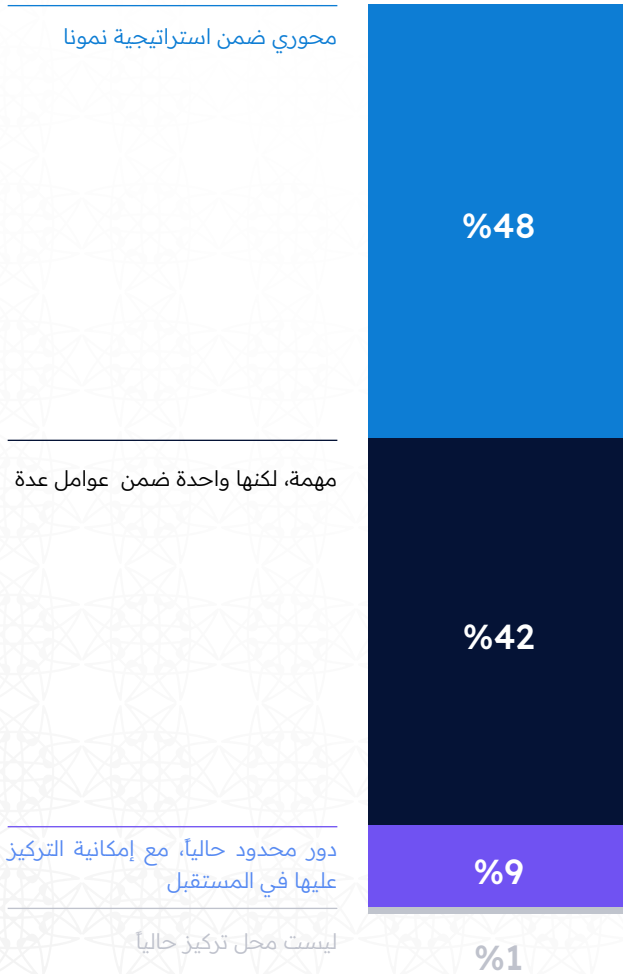 محوري ضمن استراتيجية نمونا
%48
مهمة، لكنها واحدة ضمن عوامل عدة
%42
دور محدود حالياً، مع إمكانية التركيز
عليها في المستقبل
%9
ليست محل تركيز حالياً
%1